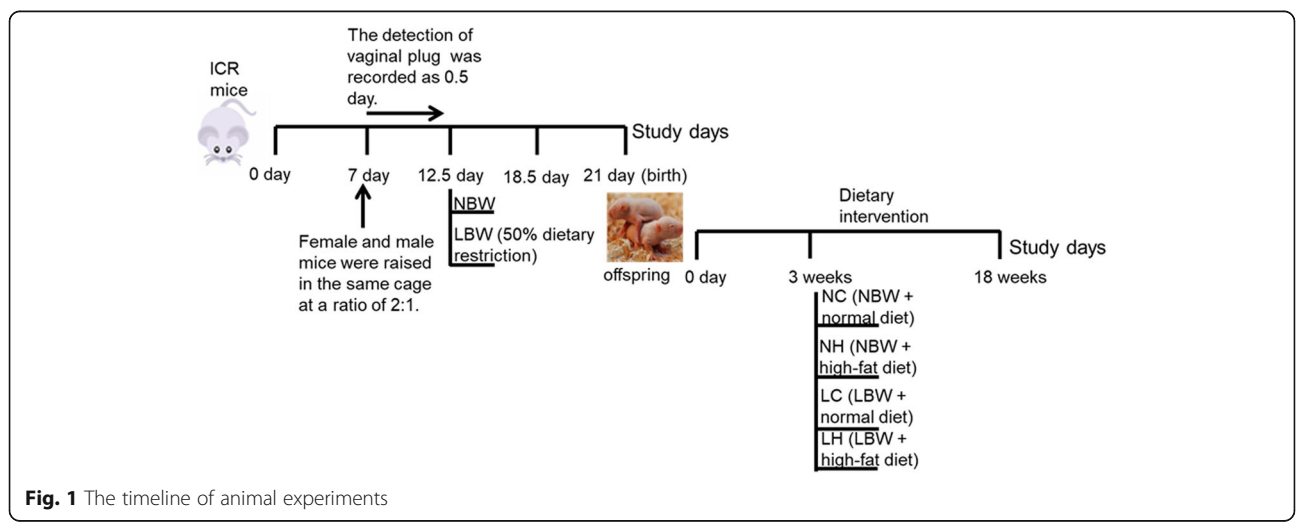 The detection of
vaginal plug was
recorded as 0.5
day.
ICR
mice
Study days
0 day
7 day
12.5 day
18.5 day
21 day (birth)
NBW
LBW (50% dietary
restriction)
Female and male
mice were raised
in the same cage
at a ratio of 2:1.
offspring
Dietary
intervention
Study days
0 day
3 weeks
18 weeks
NC (NBW +
normal diet)
NH (NBW +
high-fat diet)
LC (LBW +
normal diet)
LH (LBW +
high-fat diet)
Fig. 1 The timeline of animal experiments